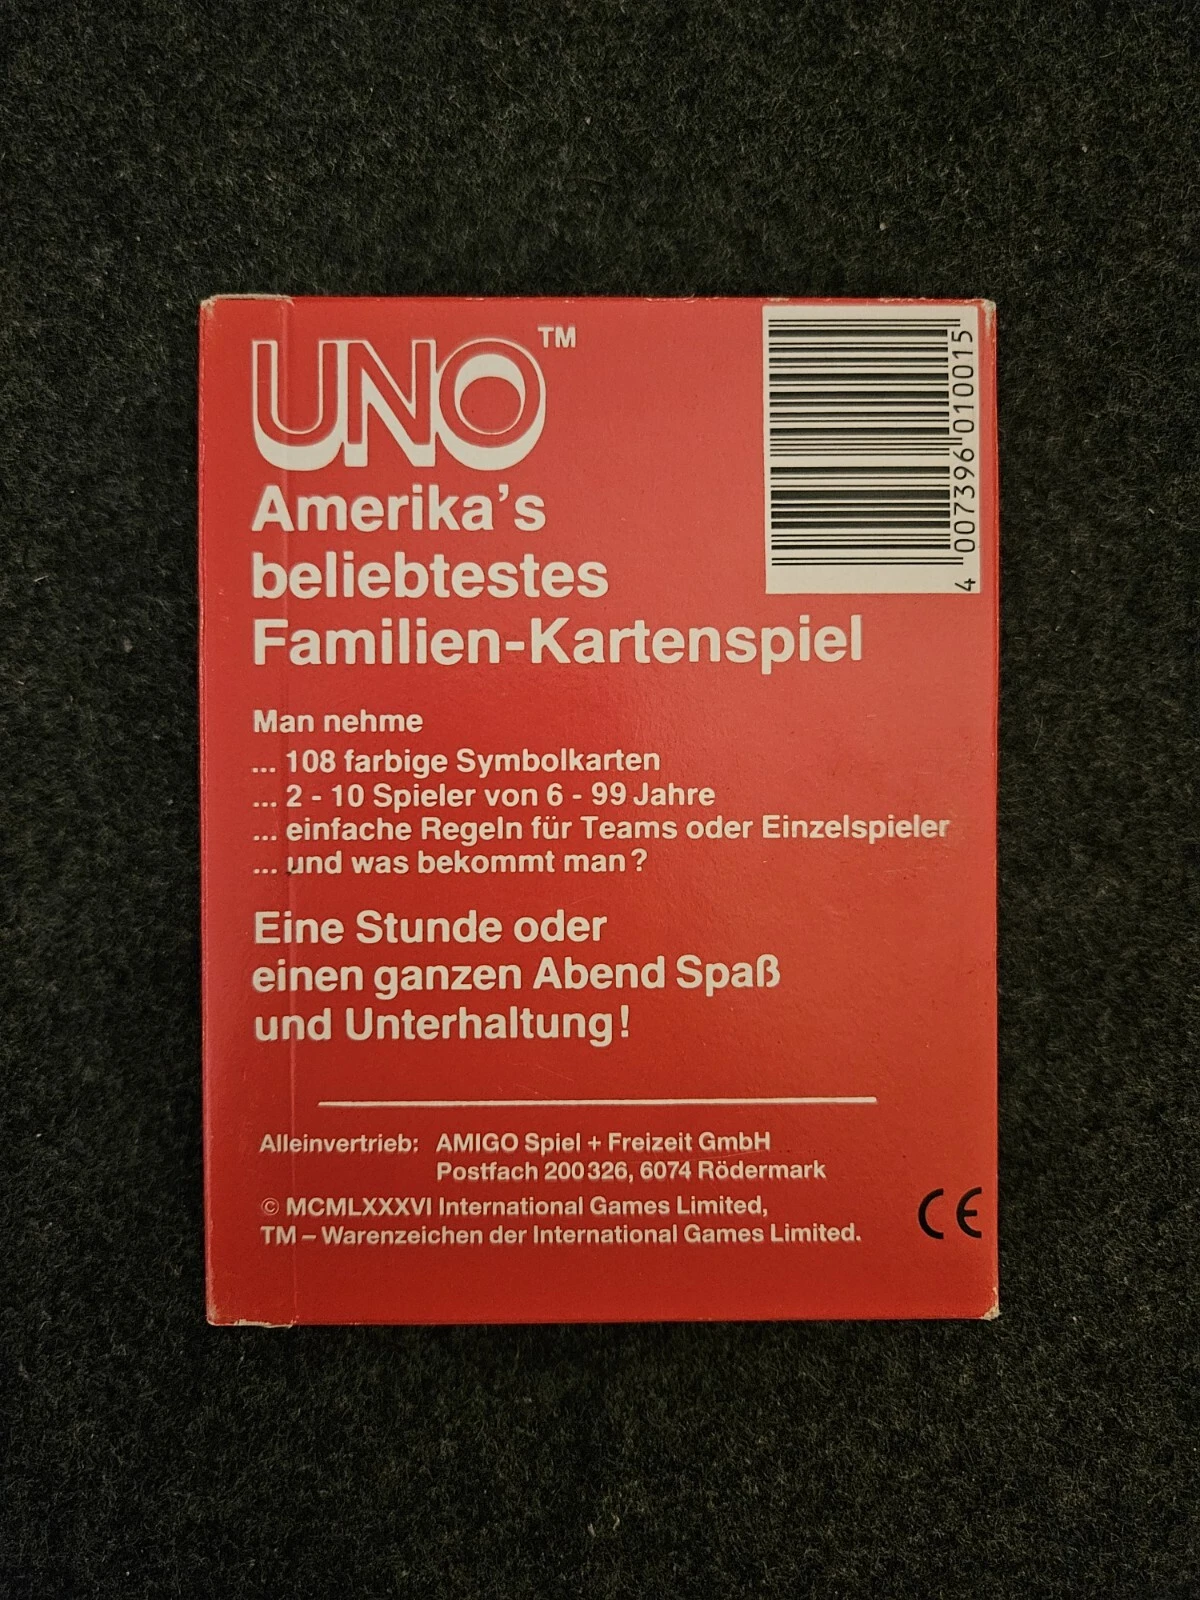 UNO™
Amerika's
beliebtestes
Familien-Kartenspiel
Man nehme
... 108 farbige Symbolkarten
... 2 - 10 Spieler von 6 - 99 Jahre
... einfache Regeln für Teams oder Einzelspieler
... und was bekommt man?
Eine Stunde oder
einen ganzen Abend Spaß
und Unterhaltung!
Alleinvertrieb: AMIGO Spiel + Freizeit GmbH
Postfach 200326, 6074 Rödermark
© MCMLXXXVI International Games Limited,
TM – Warenzeichen der International Games Limited.
CE
4 007396 010015